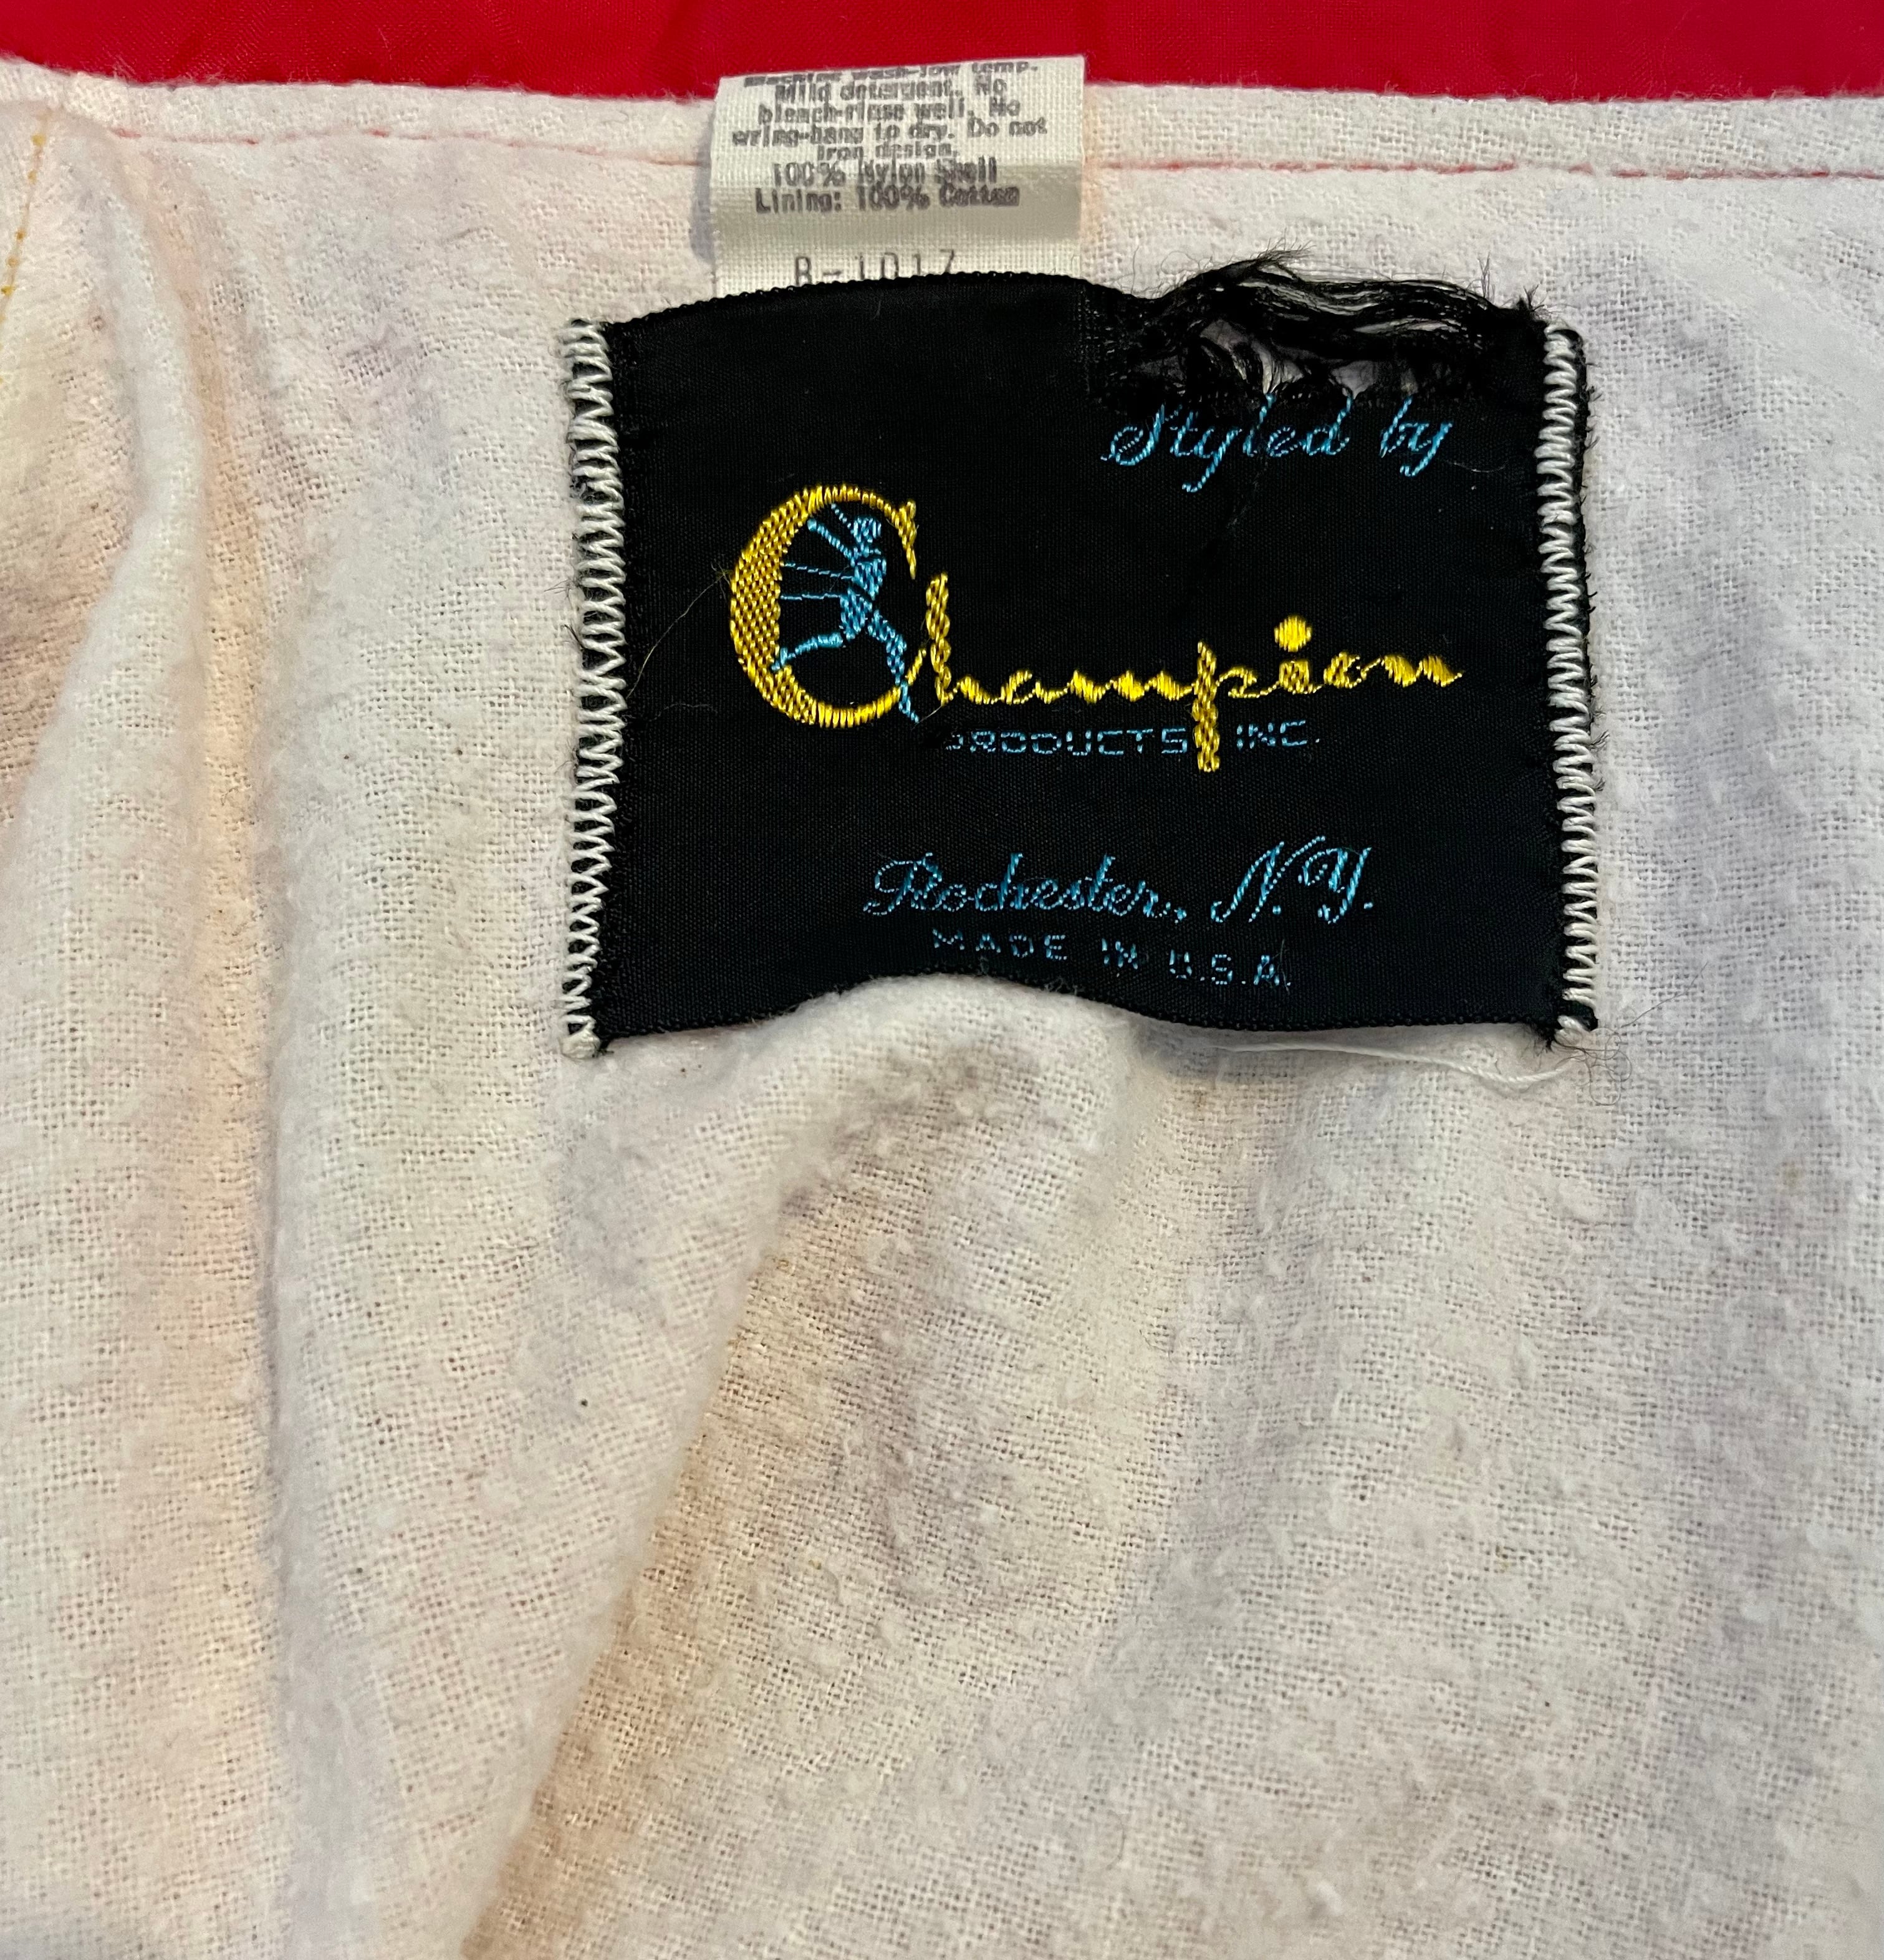 Machine wash-low temp.
Mild detergent. No
bleach-rinse well. No
wring-hang to dry. Do not
iron design.
100% Nylon Shell
Lining: 100% Cotton
Styled by
Champion
PRODUCTS INC.
Rochester, N.Y.
MADE IN U.S.A.